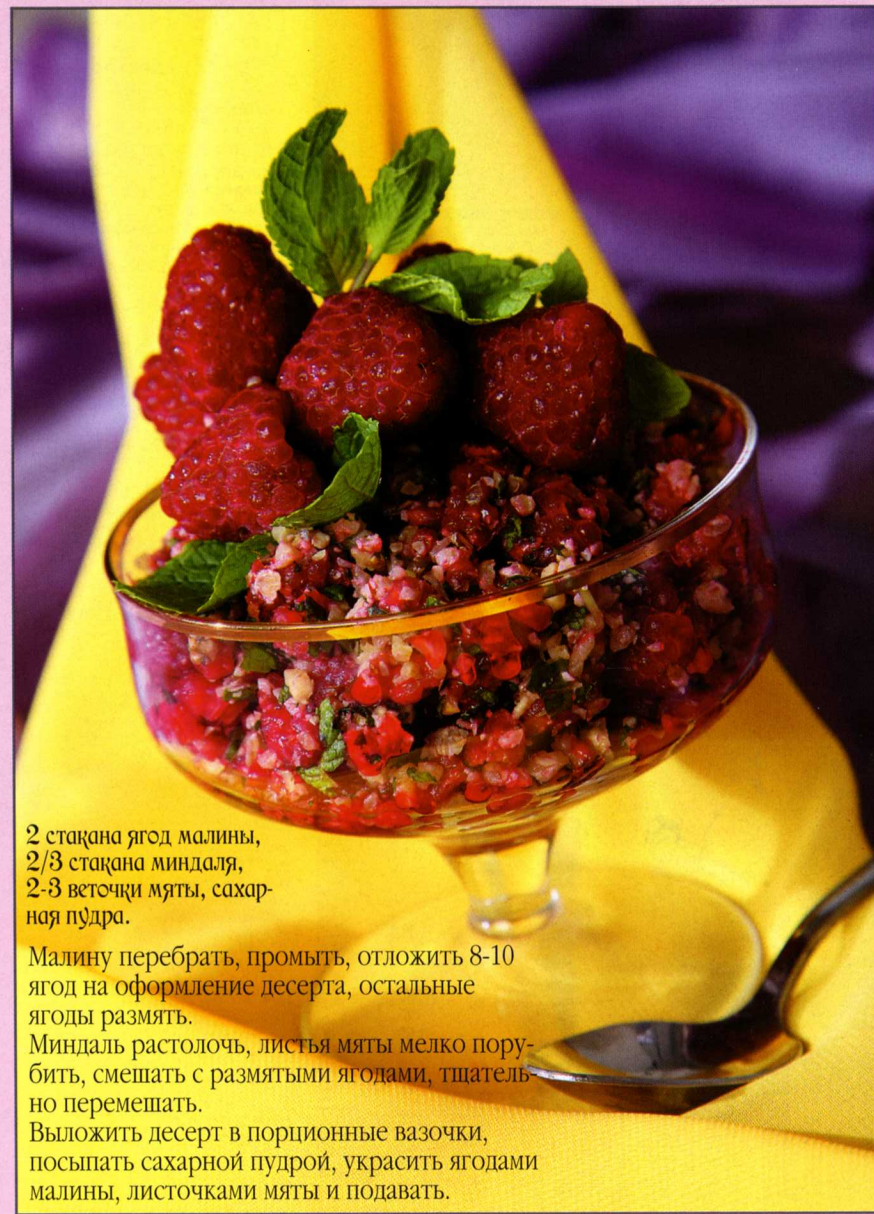 2 стакана ягод малины,
2/3 стакана миндаля,
2-3 веточки мяты, сахар-
ная пудра.
Малину перебрать, промыть, отложить 8-10
ягод на оформление десерта, остальные
ягоды размять.
Миндаль растолочь, листья мяты мелко пору-
бить, смешать с размятыми ягодами, тщатель-
но перемешать.
Выложить десерт в порционные вазочки,
посыпать сахарной пудрой, украсить ягодами
малины, листочками мяты и подавать.